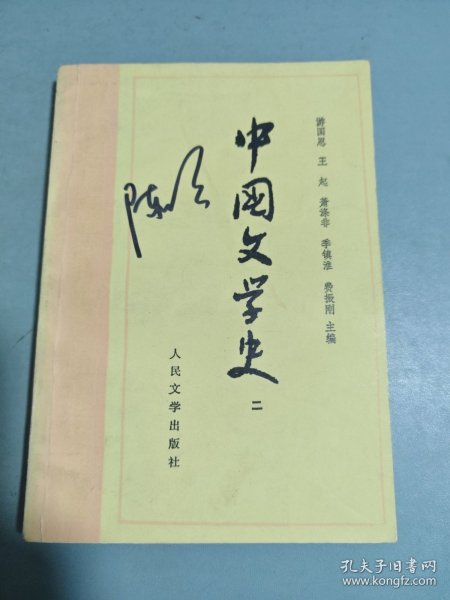 游国恩 王起 萧涤非 季镇淮 费振刚 主编
中国文学史
二
人民文学出版社
孔夫子旧书网
www.kongfz.com